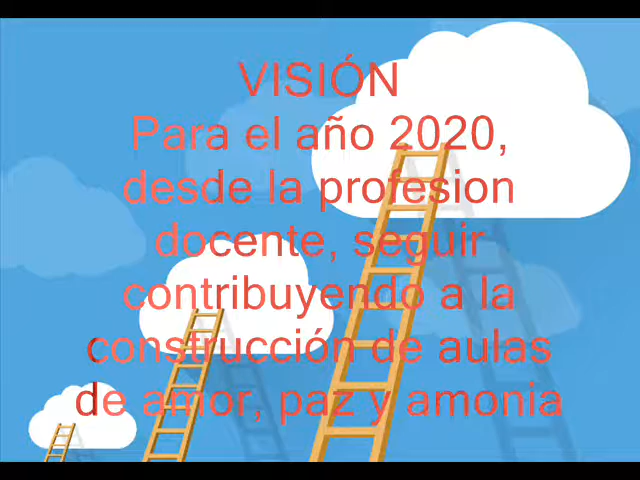 VISIÓN
Para el año 2020,
desde la profesion
docente, seguir
contribuyendo a la
construcción de aulas
de amor, paz y amonia